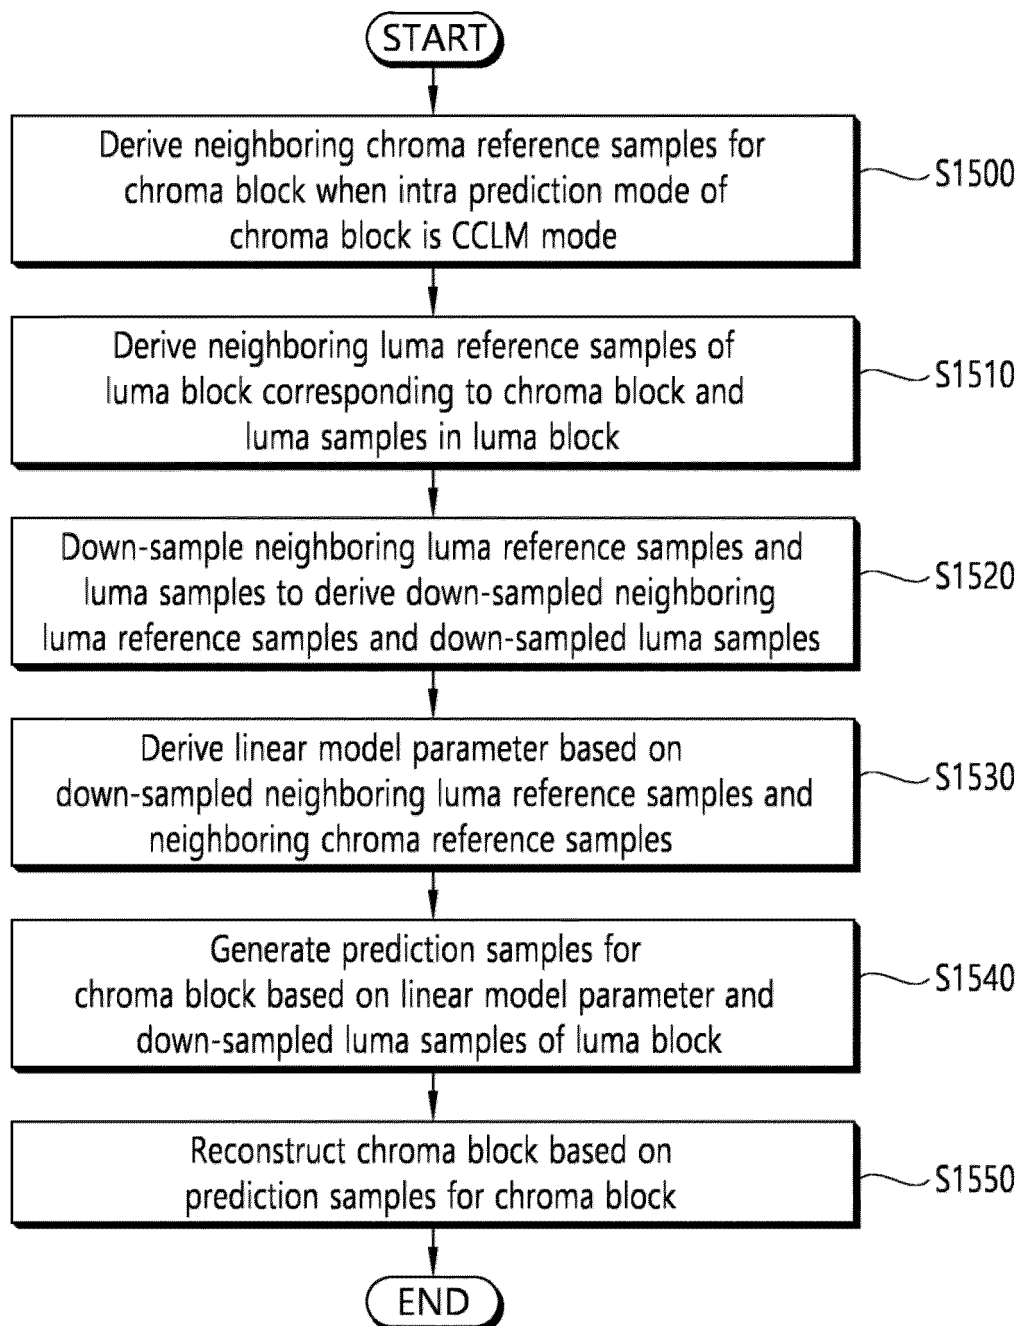 START
Derive neighboring chroma reference samples for
chroma block when intra prediction mode of
chroma block is CCLM mode
S1500
Derive neighboring luma reference samples of
luma block corresponding to chroma block and
luma samples in luma block
S1510
Down-sample neighboring luma reference samples and
luma samples to derive down-sampled neighboring
luma reference samples and down-sampled luma samples
S1520
Derive linear model parameter based on
down-sampled neighboring luma reference samples and
neighboring chroma reference samples
S1530
Generate prediction samples for
chroma block based on linear model parameter and
down-sampled luma samples of luma block
S1540
Reconstruct chroma block based on
prediction samples for chroma block
S1550
END